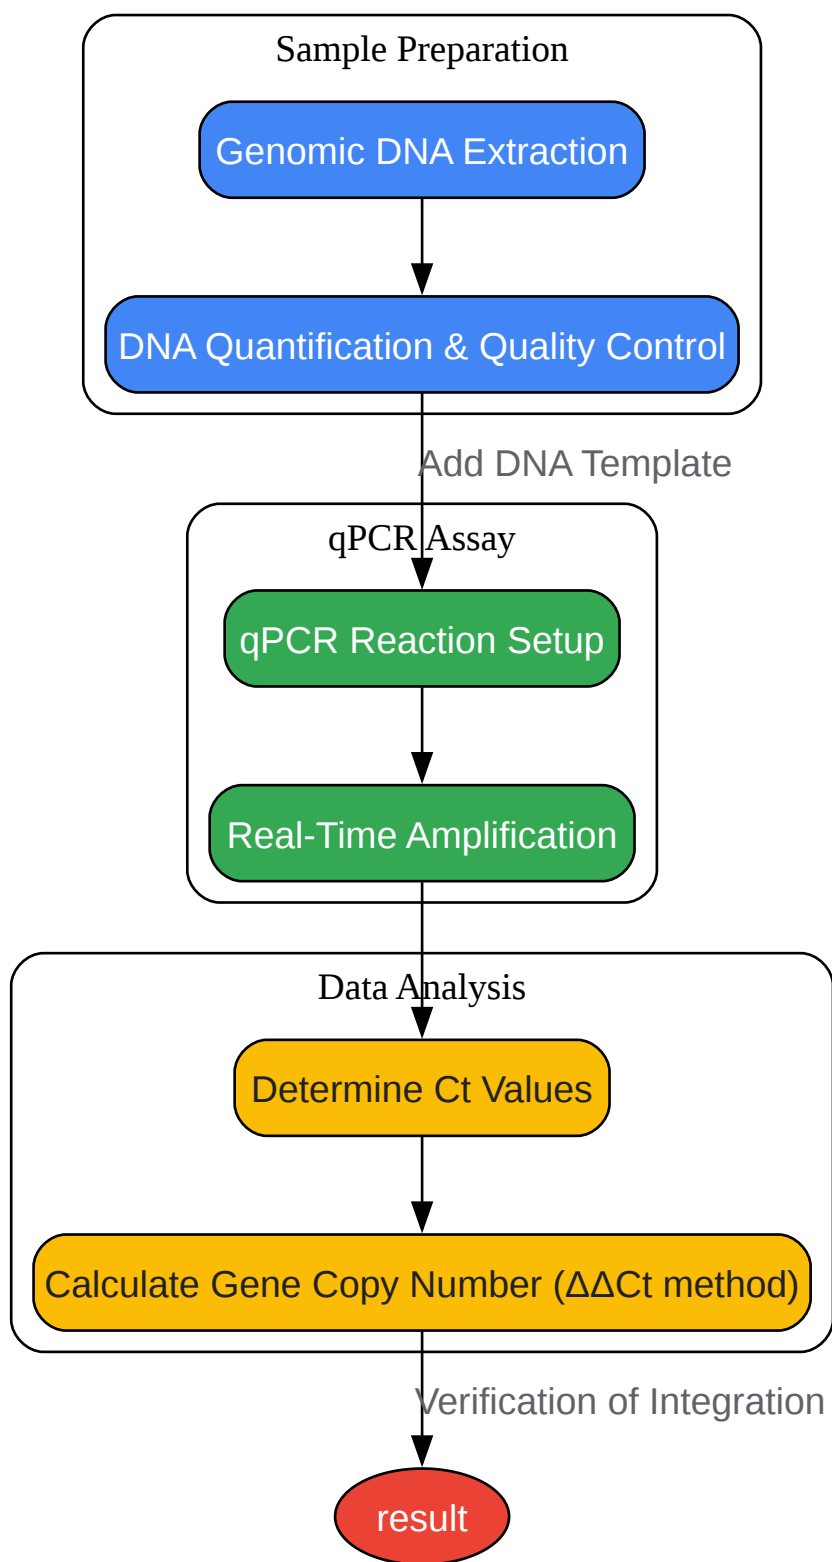 Sample Preparation
Genomic DNA Extraction
DNA Quantification & Quality Control
Add DNA Template
qPCR Assay
qPCR Reaction Setup
Real-Time Amplification
Data Analysis
Determine Ct Values
Calculate Gene Copy Number (ΔΔCt method)
Verification of Integration
result